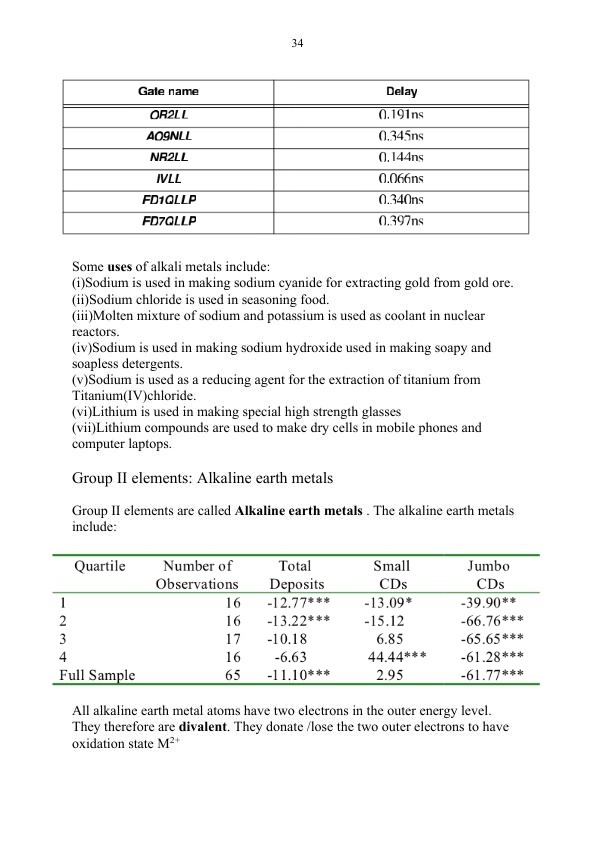 34
Gate name Delay
OR2LL 0.191ns
AO9NLL 0.345ns
NR2LL 0.144ns
IVLL 0.066ns
FD1QLLP 0.340ns
FD7QLLP 0.397ns
Some uses of alkali metals include:
(i)Sodium is used in making sodium cyanide for extracting gold from gold ore.
(ii)Sodium chloride is used in seasoning food.
(iii)Molten mixture of sodium and potassium is used as coolant in nuclear
reactors.
(iv)Sodium is used in making sodium hydroxide used in making soapy and
soapless detergents.
(v)Sodium is used as a reducing agent for the extraction of titanium from
Titanium(IV)chloride.
(vi)Lithium is used in making special high strength glasses
(vii)Lithium compounds are used to make dry cells in mobile phones and
computer laptops.
Group II elements: Alkaline earth metals
Group II elements are called Alkaline earth metals . The alkaline earth metals
include:
Quartile Number of Total Small Jumbo
Observations Deposits CDs CDs
1 16 -12.77*** -13.09* -39.90**
2 16 -13.22*** -15.12 -66.76***
3 17 -10.18 6.85 -65.65***
4 16 -6.63 44.44*** -61.28***
Full Sample 65 -11.10*** 2.95 -61.77***
All alkaline earth metal atoms have two electrons in the outer energy level.
They therefore are divalent. They donate /lose the two outer electrons to have
oxidation state M²⁺